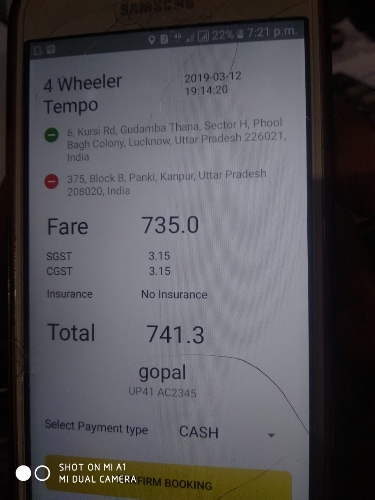 SAMSUNG
4G 22% 7:21 p.m.
4 Wheeler
Tempo
2019-03-12
19:14:20
6, Kursi Rd, Gudamba Thana, Sector H, Phool
Bagh Colony, Lucknow, Uttar Pradesh 226021,
India
375, Block B, Panki, Kanpur, Uttar Pradesh
208020, India
Fare 735.0
SGST 3.15
CGST 3.15
Insurance No Insurance
Total 741.3
gopal
UP41 AC2345
Select Payment type CASH
FIRM BOOKING
SHOT ON MI A1
MI DUAL CAMERA